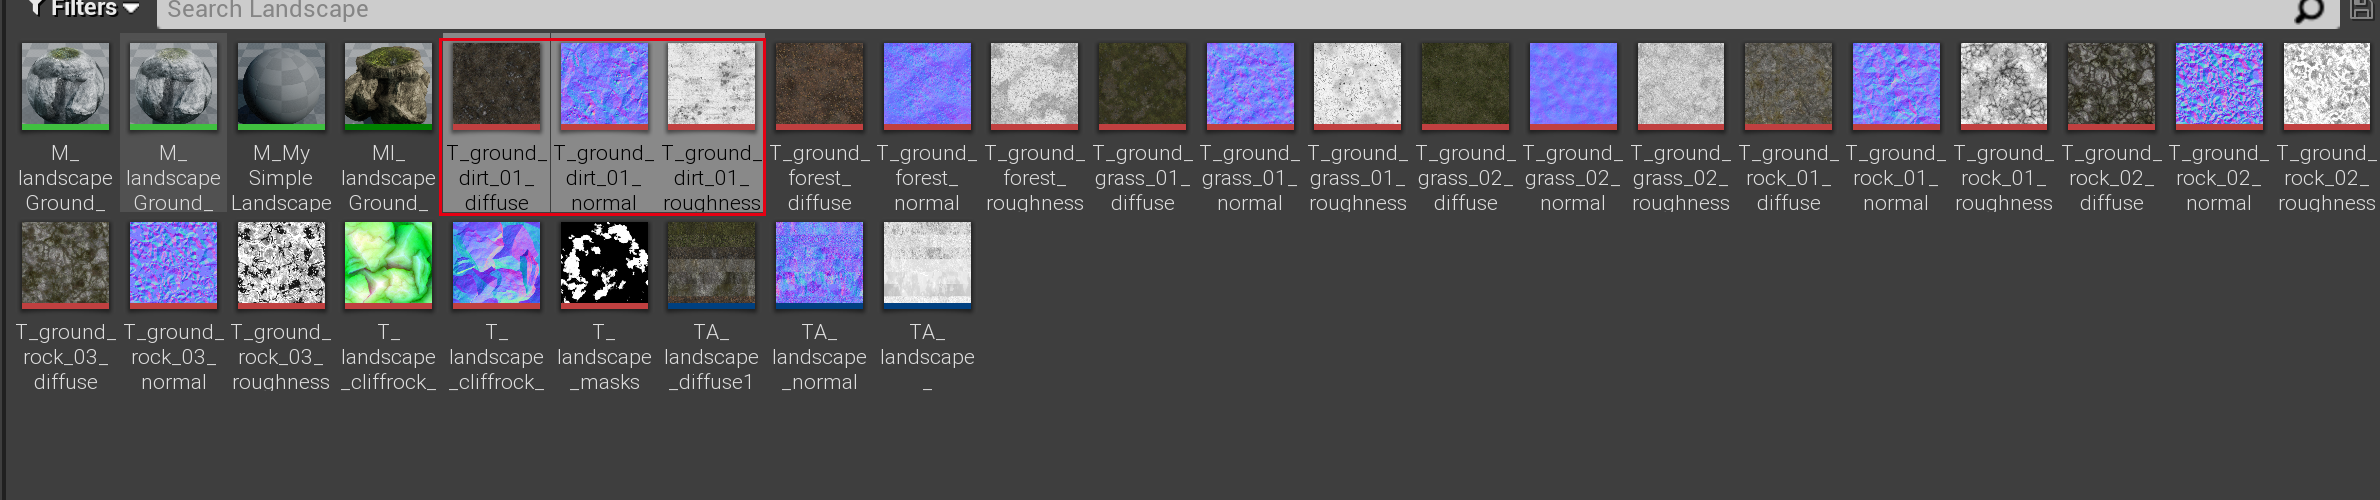 Filters
Search Landscape
M_
landscape
Ground_
M_
landscape
Ground_
M_My
Simple
Landscape
MI_
landscape
Ground_
T_ground_
dirt_01_
diffuse
T_ground_
dirt_01_
normal
T_ground_
dirt_01_
roughness
T_ground_
forest_
diffuse
T_ground_
forest_
normal
T_ground_
forest_
roughness
T_ground_
grass_01_
diffuse
T_ground_
grass_01_
normal
T_ground_
grass_01_
roughness
T_ground_
grass_02_
diffuse
T_ground_
grass_02_
normal
T_ground_
grass_02_
roughness
T_ground_
rock_01_
diffuse
T_ground_
rock_01_
normal
T_ground_
rock_01_
roughness
T_ground_
rock_02_
diffuse
T_ground_
rock_02_
normal
T_ground_
rock_02_
roughness
T_ground_
rock_03_
diffuse
T_ground_
rock_03_
normal
T_ground_
rock_03_
roughness
T_
landscape
_cliffrock_
T_
landscape
_cliffrock_
T_
landscape
_masks
TA_
landscape
_diffuse1
TA_
landscape
_normal
TA_
landscape
_